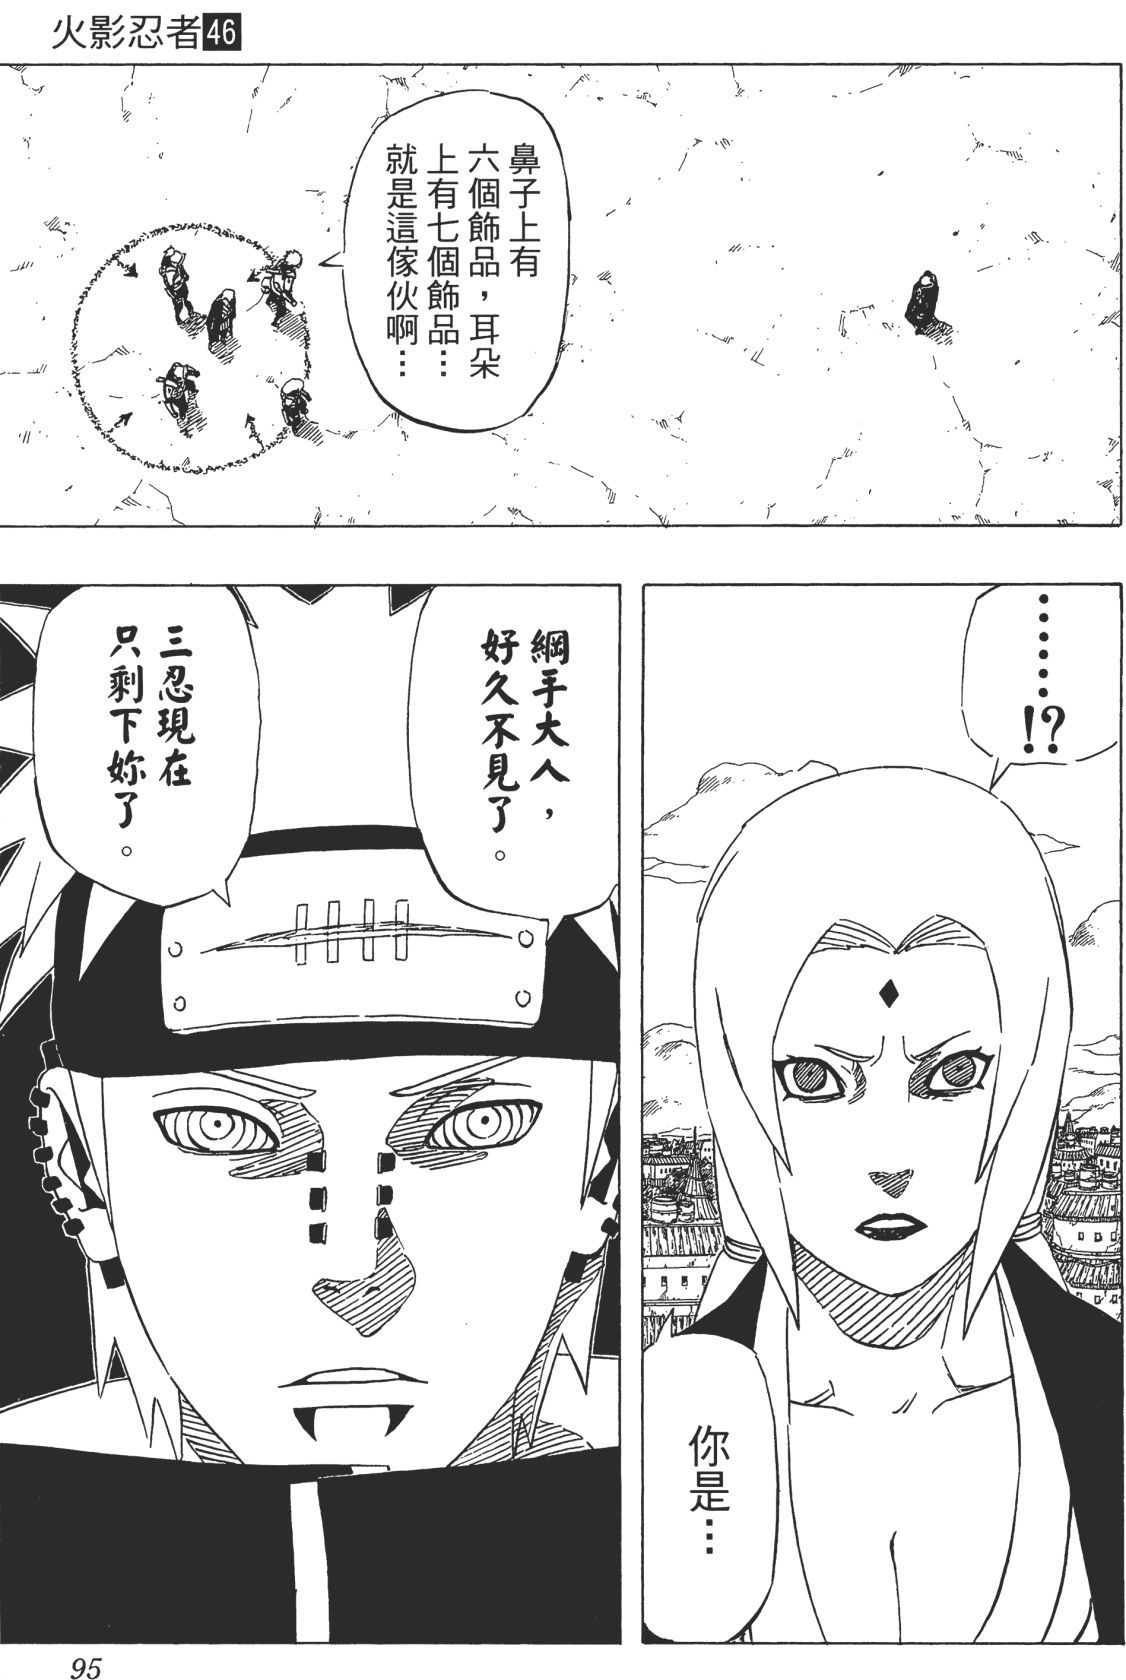 火影忍者46
鼻子上有
六個飾品，耳朵
上有七個飾品…
就是這傢伙啊…
………!?
你是…
綱手大人，
好久不見了。
三忍現在
只剩下妳了。
95